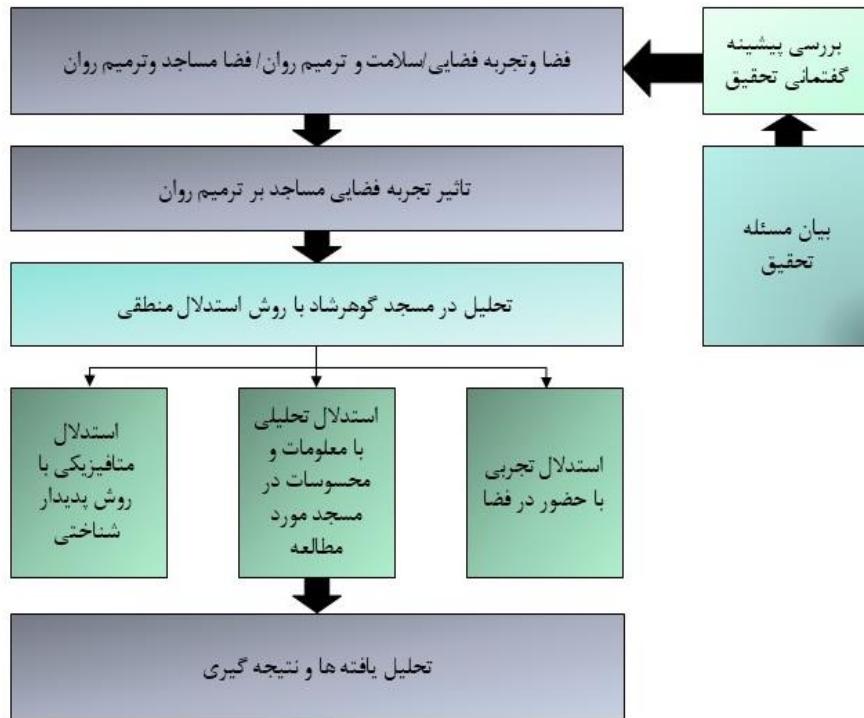 فضا وتجربه فضایی/سلامت و ترمیم روان/ فضا مساجد وترمیم روان
بررسی پیشینه
گفتمانی تحقیق
تاثیر تجربه فضایی مساجد بر ترمیم روان
بیان مسئله
تحقیق
تحلیل در مسجد گوهرشاد با روش استدلال منطقی
استدلال تجربی
با حضور در فضا
استدلال تحلیلی
با معلومات و
محسوسات در
مسجد مورد
مطالعه
استدلال
متافیزیکی با
روش پدیدار
شناختی
تحلیل یافته ها و نتیجه گیری